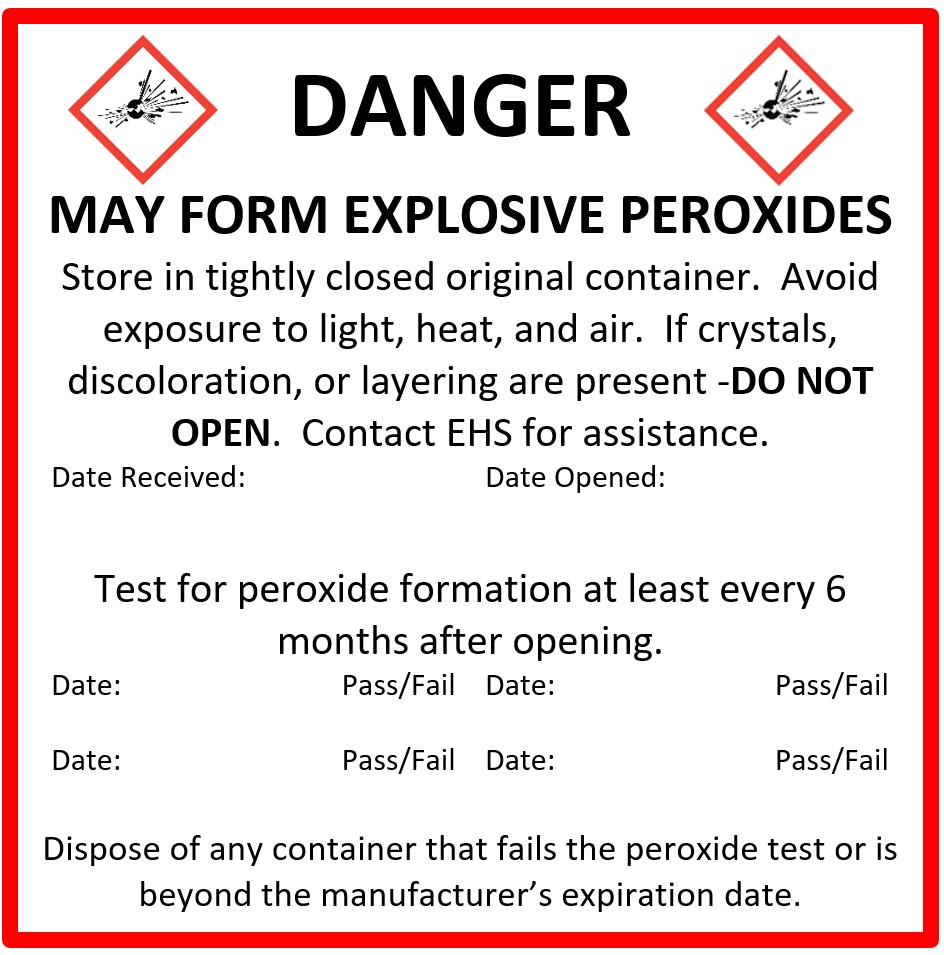 DANGER
MAY FORM EXPLOSIVE PEROXIDES
Store in tightly closed original container.  Avoid
exposure to light, heat, and air.  If crystals,
discoloration, or layering are present -DO NOT
OPEN.  Contact EHS for assistance.
Date Received: Date Opened:
Test for peroxide formation at least every 6
months after opening.
Date: Pass/Fail Date: Pass/Fail
Date: Pass/Fail Date: Pass/Fail
Dispose of any container that fails the peroxide test or is
beyond the manufacturer’s expiration date.